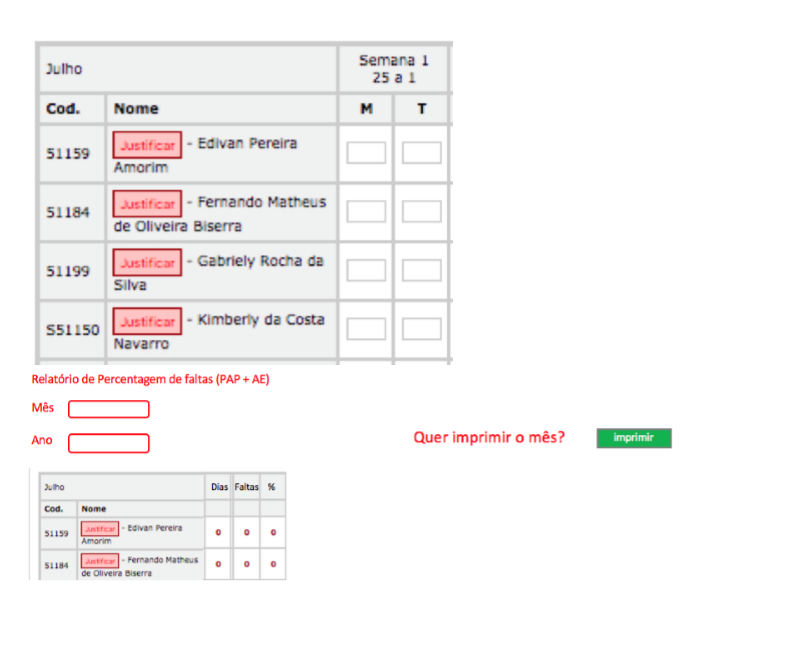 Julho
Semana 1
25 a 1
Cod. Nome M T
51159 Justificar - Edivan Pereira
Amorim
51184 Justificar - Fernando Matheus
de Oliveira Biserra
51199 Justificar - Gabriely Rocha da
Silva
S51150 Justificar - Kimberly da Costa
Navarro
Relatório de Percentagem de faltas (PAP + AE)
Mês
Ano
Quer imprimir o mês? imprimir
Julho Dias Faltas %
Cod. Nome
51159 Justificar - Edivan Pereira
Amorim
0 0 0
51184 Justificar - Fernando Matheus
de Oliveira Biserra
0 0 0